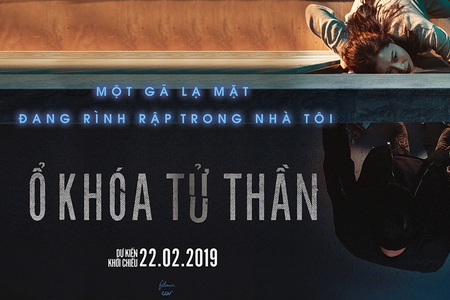 MỘT GÃ LẠ MẶT
ĐANG RÌNH RẬP TRONG NHÀ TÔI
Ổ KHÓA TỬ THẦN
DỰ KIẾN
KHỞI CHIẾU 22.02.2019